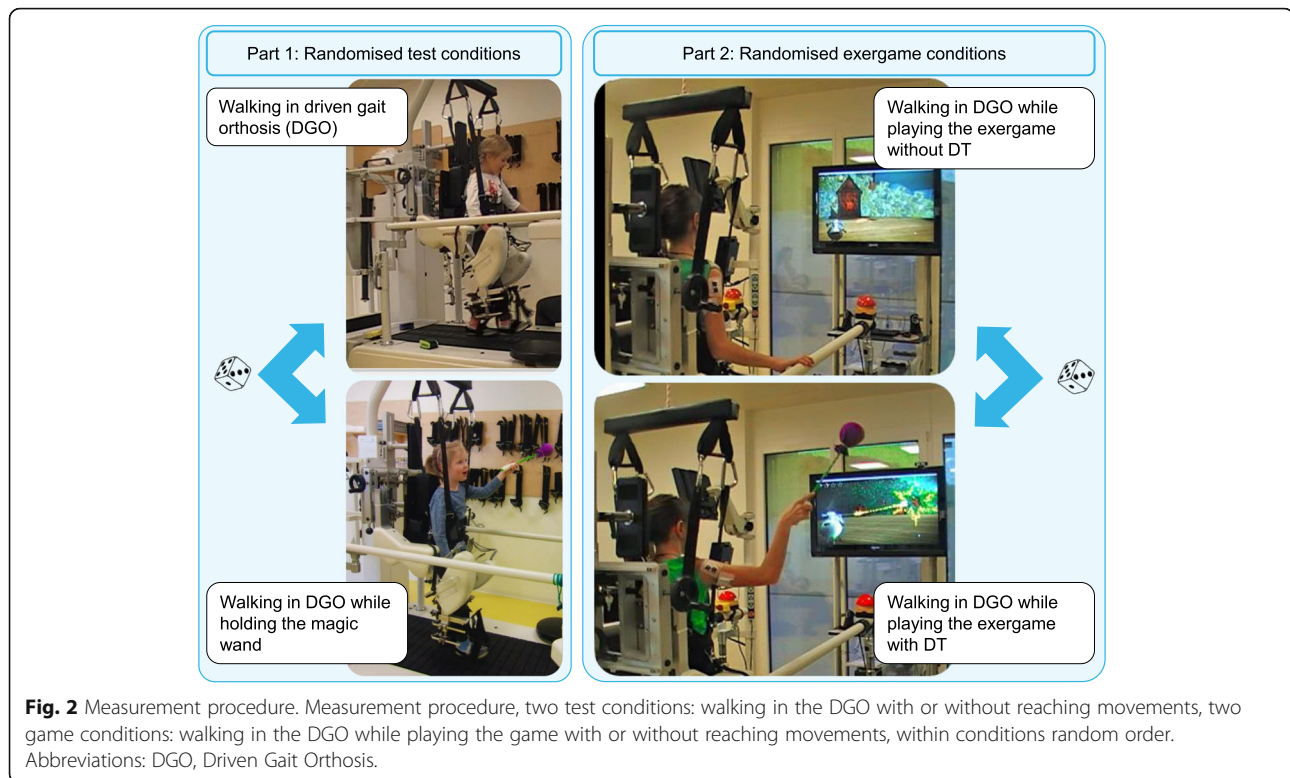 Part 1: Randomised test conditions
Walking in driven gait
orthosis (DGO)
Walking in DGO while
holding the magic
wand
Part 2: Randomised exergame conditions
Walking in DGO while
playing the exergame
without DT
Walking in DGO while
playing the exergame
with DT
Fig. 2 Measurement procedure. Measurement procedure, two test conditions: walking in the DGO with or without reaching movements, two
game conditions: walking in the DGO while playing the game with or without reaching movements, within conditions random order.
Abbreviations: DGO, Driven Gait Orthosis.